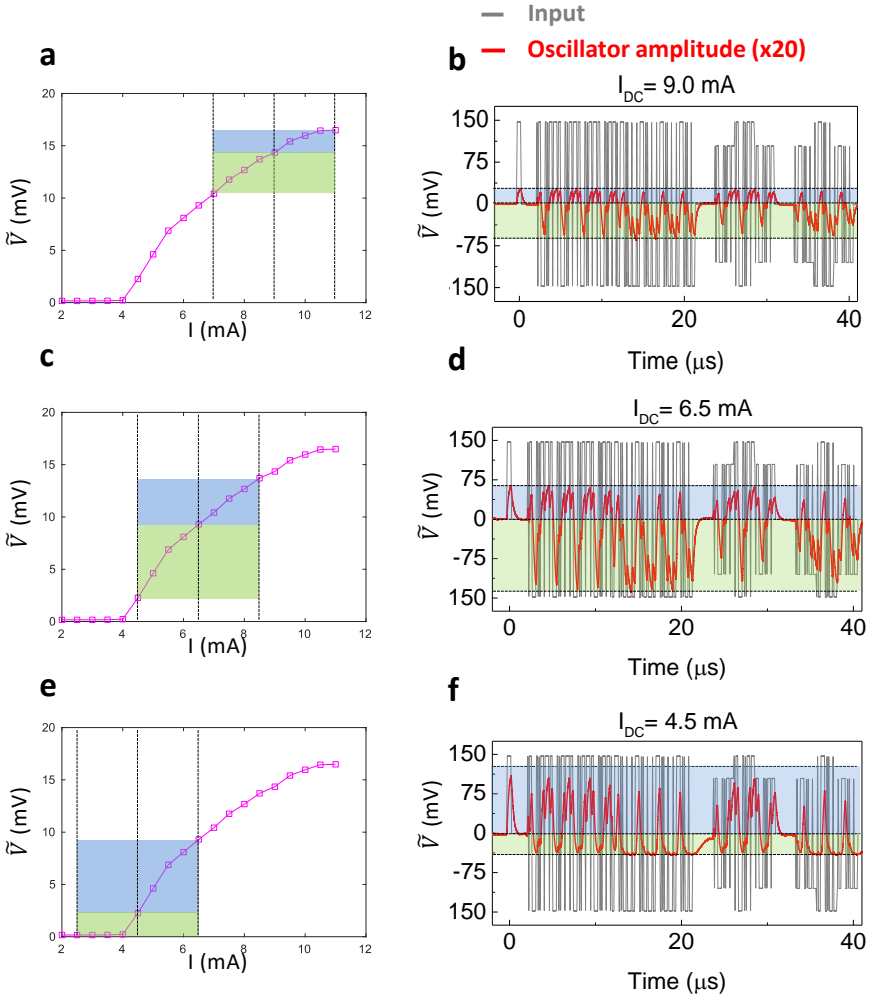 Input
Oscillator amplitude (x20)
a
20
15
10
5
0
2 4 6 8 10 12
Ṽ (mV)
I (mA)
b
I_DC= 9.0 mA
150
75
0
-75
150
0 20 40
Ṽ (mV)
Time (μs)
c
20
15
10
5
0
2 4 6 8 10 12
Ṽ (mV)
I (mA)
d
I_DC= 6.5 mA
150
75
0
-75
150
0 20 40
Ṽ (mV)
Time (μs)
e
20
15
10
5
0
2 4 6 8 10 12
Ṽ (mV)
I (mA)
f
I_DC= 4.5 mA
150
75
0
-75
150
0 20 40
Ṽ (mV)
Time (μs)